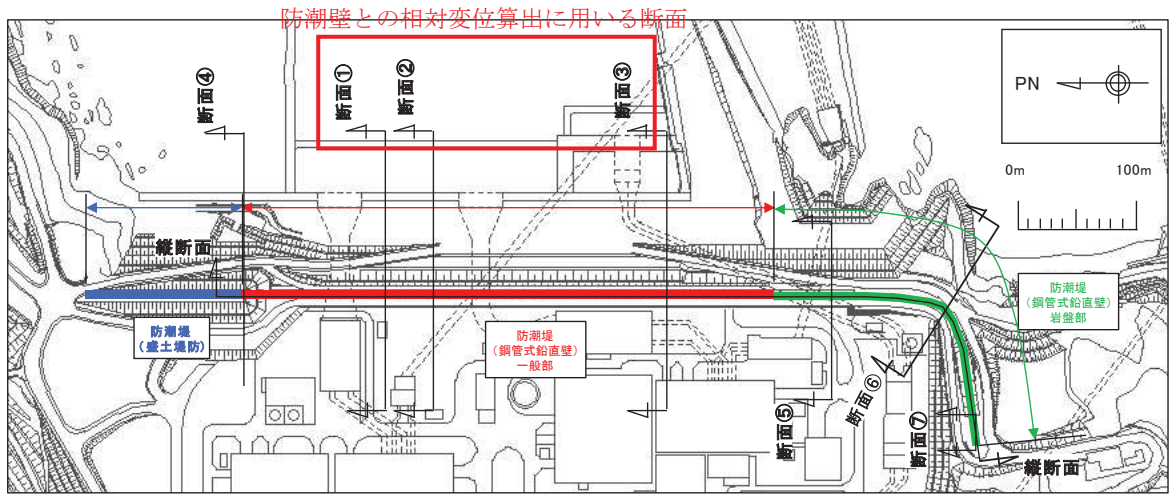 防潮壁との相対変位算出に用いる断面
断面④
断面①
断面②
断面③
PN
0m
100m
縦断面
防潮堤
(盛土堤防)
防潮堤
(鋼管式鉛直壁)
一般部
防潮堤
(鋼管式鉛直壁)
岩盤部
断面⑤
断面⑥
断面⑦
縦断面